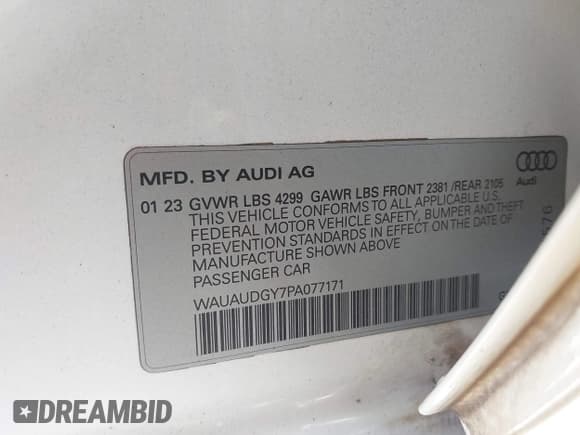 MFD. BY AUDI AG
Audi
01 23 GVWR LBS 4299 GAWR LBS FRONT 2381 /REAR 2105
THIS VEHICLE CONFORMS TO ALL APPLICABLE U.S.
FEDERAL MOTOR VEHICLE SAFETY, BUMPER AND THEFT
PREVENTION STANDARDS IN EFFECT ON THE DATE OF
MANUFACTURE SHOWN ABOVE
PASSENGER CAR
WAUAUDGY7PA077171
DREAMBID